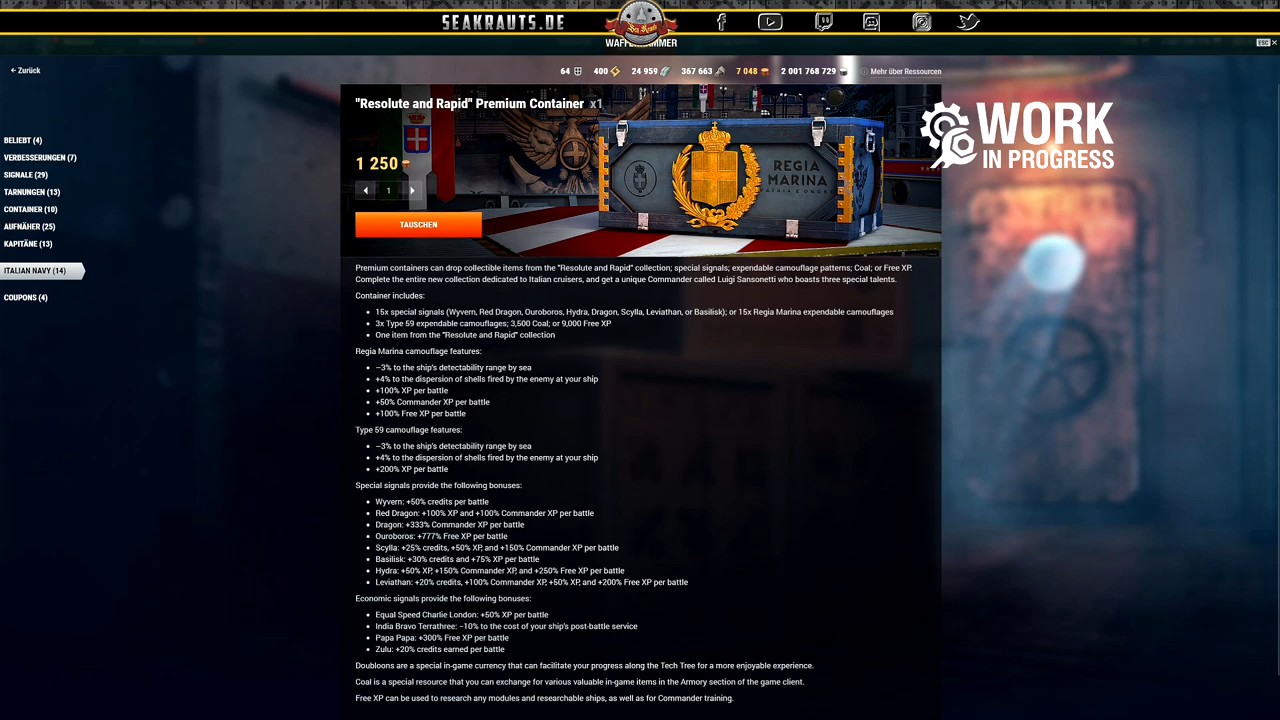 SEAKRAUTS.DE
Sea Krauts
WAFFENKAMMER
ESC
Zurück
64 400 24 959 367 663 7 048 2 001 768 729 Mehr über Ressourcen
"Resolute and Rapid" Premium Container x1
WORK
IN PROGRESS
BELIEBT (4)
VERBESSERUNGEN (7)
SIGNALE (29)
TARNUNGEN (13)
CONTAINER (10)
AUFNÄHER (25)
KAPITÄNE (13)
ITALIAN NAVY (14)
COUPONS (4)
1 250
1
TAUSCHEN
REGIA
MARINA
Premium containers can drop collectible items from the "Resolute and Rapid" collection; special signals; expendable camouflage patterns; Coal; or Free XP.
Complete the entire new collection dedicated to Italian cruisers, and get a unique Commander called Luigi Sansonetti who boasts three special talents.
Container includes:
• 15x special signals (Wyvern, Red Dragon, Ouroboros, Hydra, Dragon, Scylla, Leviathan, or Basilisk); or 15x Regia Marina expendable camouflages
• 3x Type 59 expendable camouflages; 3,500 Coal; or 9,000 Free XP
• One item from the "Resolute and Rapid" collection
Regia Marina camouflage features:
• –3% to the ship's detectability range by sea
• +4% to the dispersion of shells fired by the enemy at your ship
• +100% XP per battle
• +50% Commander XP per battle
• +100% Free XP per battle
Type 59 camouflage features:
• –3% to the ship's detectability range by sea
• +4% to the dispersion of shells fired by the enemy at your ship
• +200% XP per battle
Special signals provide the following bonuses:
• Wyvern: +50% credits per battle
• Red Dragon: +100% XP and +100% Commander XP per battle
• Dragon: +333% Commander XP per battle
• Ouroboros: +777% Free XP per battle
• Scylla: +25% credits, +50% XP, and +150% Commander XP per battle
• Basilisk: +30% credits and +75% XP per battle
• Hydra: +50% XP, +150% Commander XP, and +250% Free XP per battle
• Leviathan: +20% credits, +100% Commander XP, +50% XP, and +200% Free XP per battle
Economic signals provide the following bonuses:
• Equal Speed Charlie London: +50% XP per battle
• India Bravo Terrathree: –10% to the cost of your ship's post-battle service
• Papa Papa: +300% Free XP per battle
• Zulu: +20% credits earned per battle
Doubloons are a special in-game currency that can facilitate your progress along the Tech Tree for a more enjoyable experience.
Coal is a special resource that you can exchange for various valuable in-game items in the Armory section of the game client.
Free XP can be used to research any modules and researchable ships, as well as for Commander training.